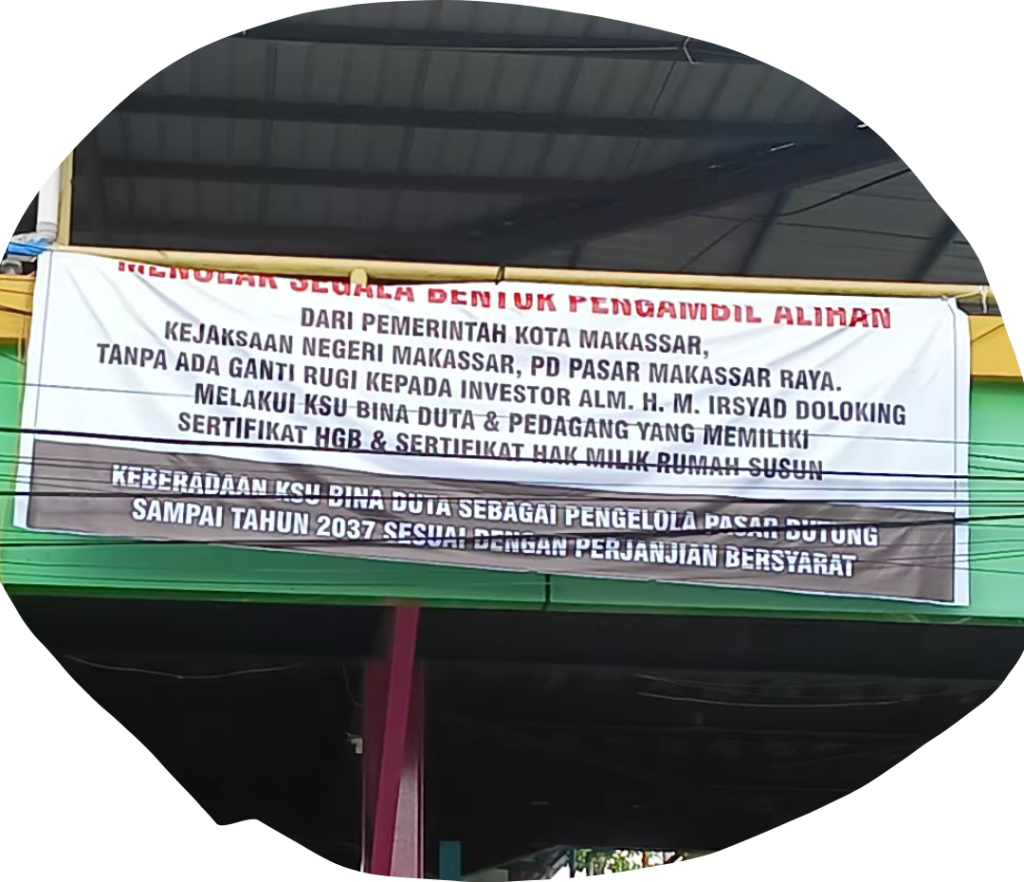 MENOLAK SEGALA BENTUK PENGAMBIL ALIHAN
DARI PEMERINTAH KOTA MAKASSAR,
KEJAKSAAN NEGERI MAKASSAR, PD PASAR MAKASSAR RAYA.
TANPA ADA GANTI RUGI KEPADA INVESTOR ALM. H. M. IRSYAD DOLOKING
MELAKUI KSU BINA DUTA & PEDAGANG YANG MEMILIKI
SERTIFIKAT HGB & SERTIFIKAT HAK MILIK RUMAH SUSUN
KEBERADAAN KSU BINA DUTA SEBAGAI PENGELOLA PASAR BUTUNG
SAMPAI TAHUN 2037 SESUAI DENGAN PERJANJIAN BERSYARAT